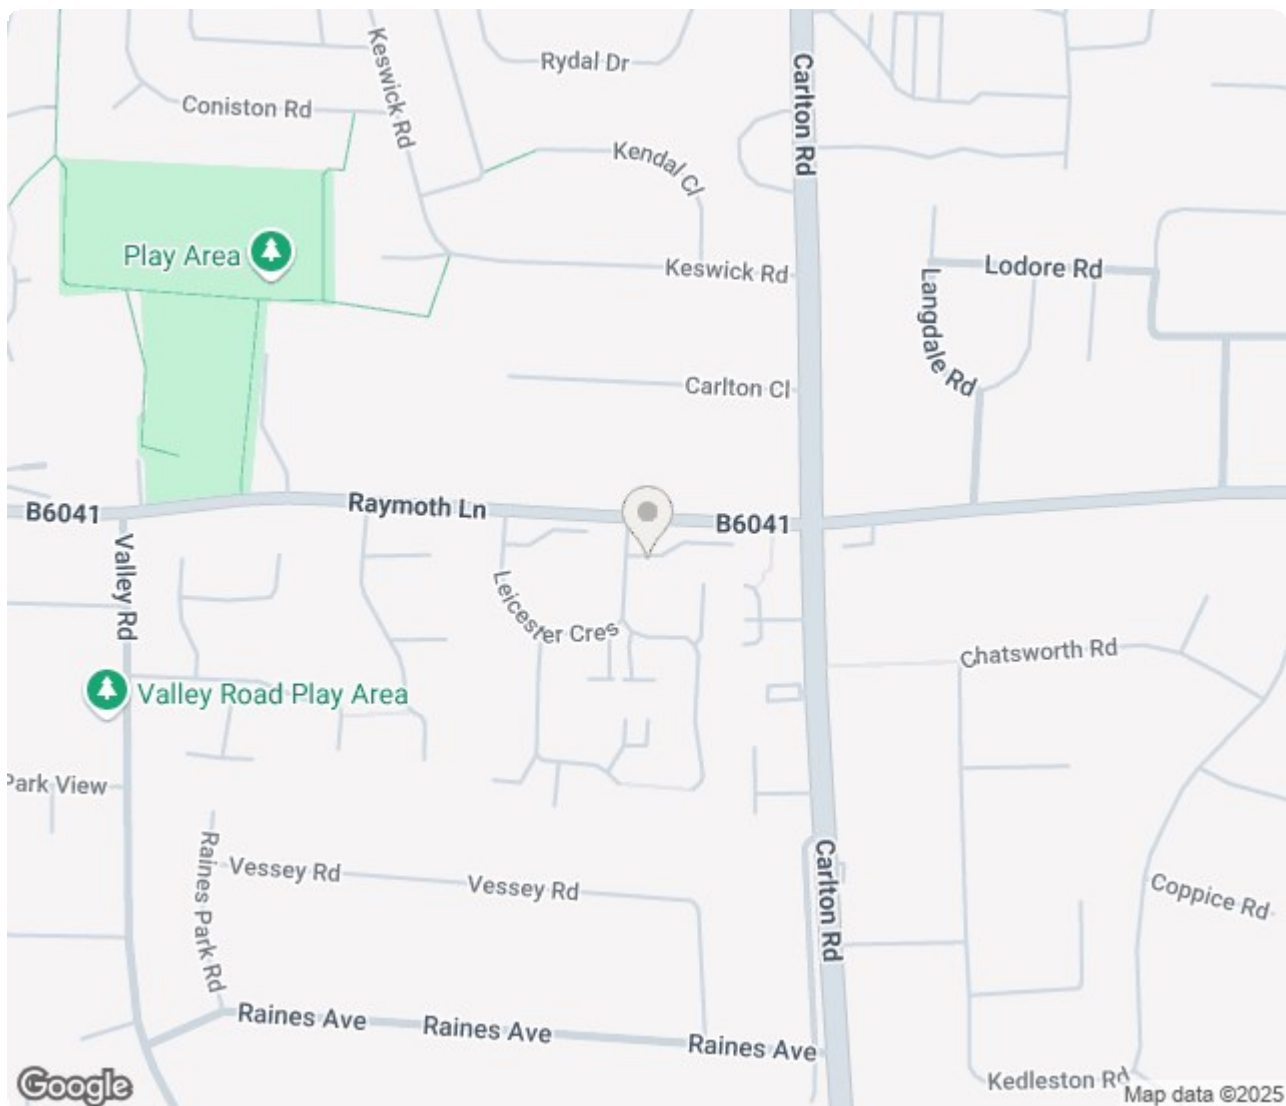 Rydal Dr
Keswick Rd
Carlton Rd
Coniston Rd
Kendal Cl
Play Area
Keswick Rd
Lodore Rd
Langdale Rd
Carlton Cl
Raymoth Ln
B6041
B6041
Valley Rd
Leicester Cres
Chatsworth Rd
Valley Road Play Area
Park View
Raines Park Rd
Vessey Rd
Vessey Rd
Carlton Rd
Coppice Rd
Raines Ave
Raines Ave
Raines Ave
Kedleston Rd
Google
Map data ©2025